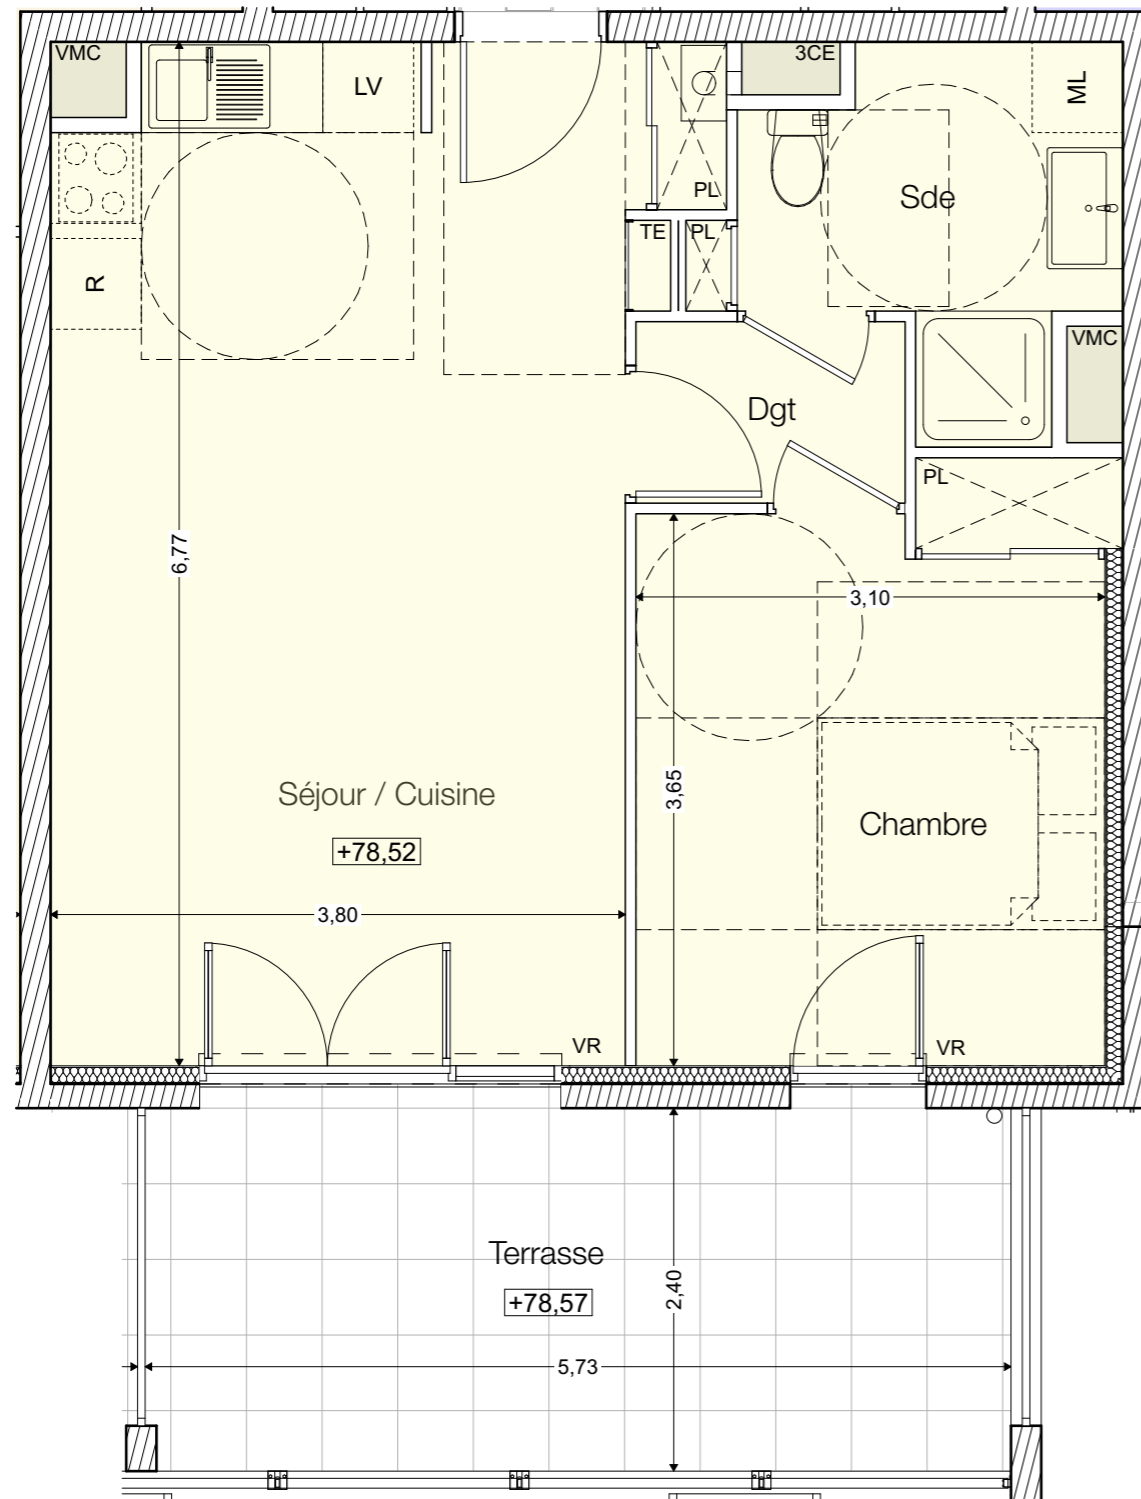 VMC
LV
3CE
ML
PL
Sde
TE
PL
R
VMC
Dgt
PL
6,77
3,10
3,65
Séjour / Cuisine
Chambre
+78,52
3,80
VR
VR
Terrasse
+78,57
2,40
5,73